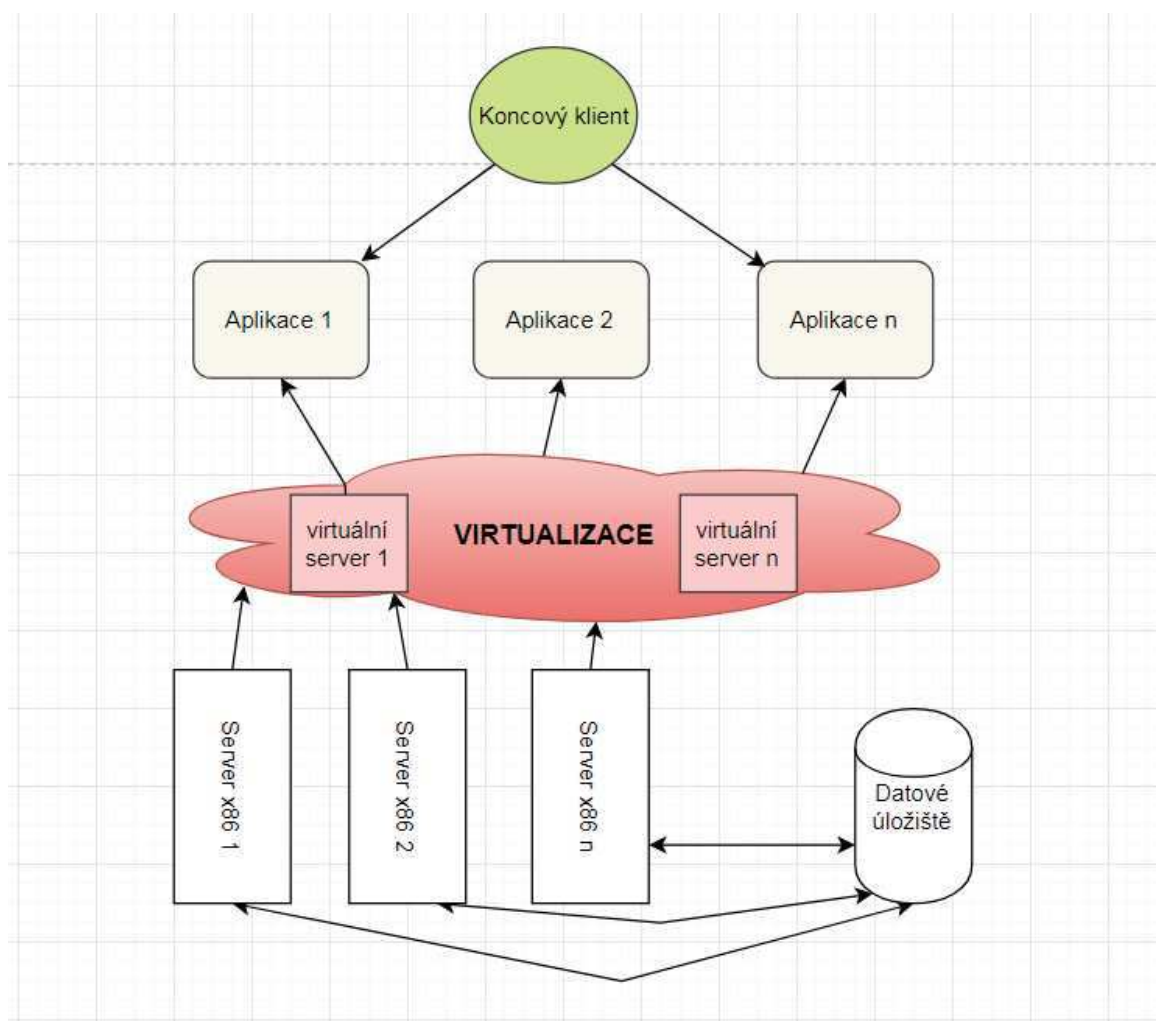 Koncový klient
Aplikace 1
Aplikace 2
Aplikace n
virtuální
server 1
VIRTUALIZACE
virtuální
server n
Server x86 1
Server x86 2
Server x86 n
Datové
úložiště